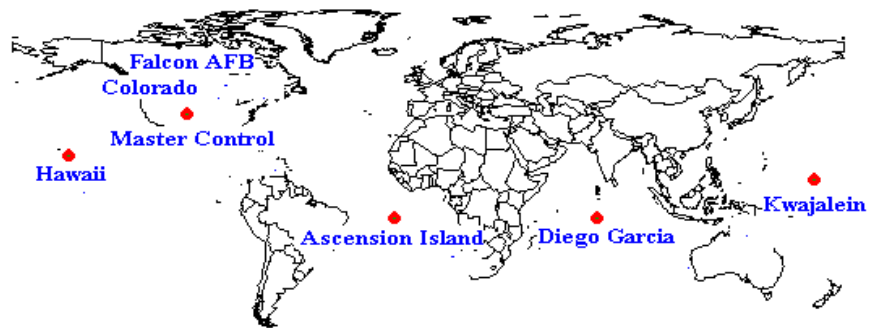 Falcon AFB
Colorado
Master Control
Hawaii
Ascension Island
Diego Garcia
Kwajalein